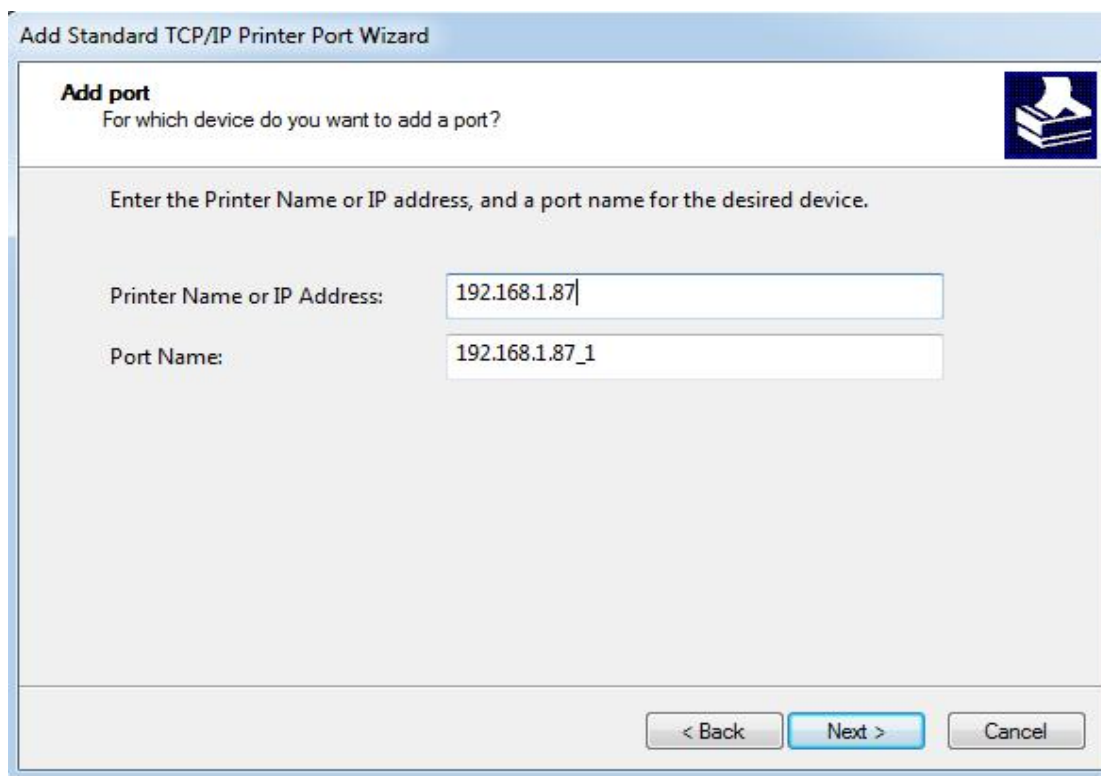 Add Standard TCP/IP Printer Port Wizard
Add port
For which device do you want to add a port?
Enter the Printer Name or IP address, and a port name for the desired device.
Printer Name or IP Address: 192.168.1.87
Port Name: 192.168.1.87_1
< Back Next > Cancel